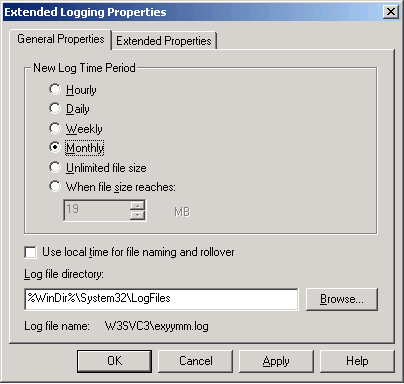 Extended Logging Properties
General Properties
Extended Properties
New Log Time Period
Hourly
Daily
Weekly
Monthly
Unlimited file size
When file size reaches:
19 MB
Use local time for file naming and rollover
Log file directory:
%WinDir%\System32\LogFiles
Browse...
Log file name: W3SVC3\exyymm.log
OK Cancel Apply Help